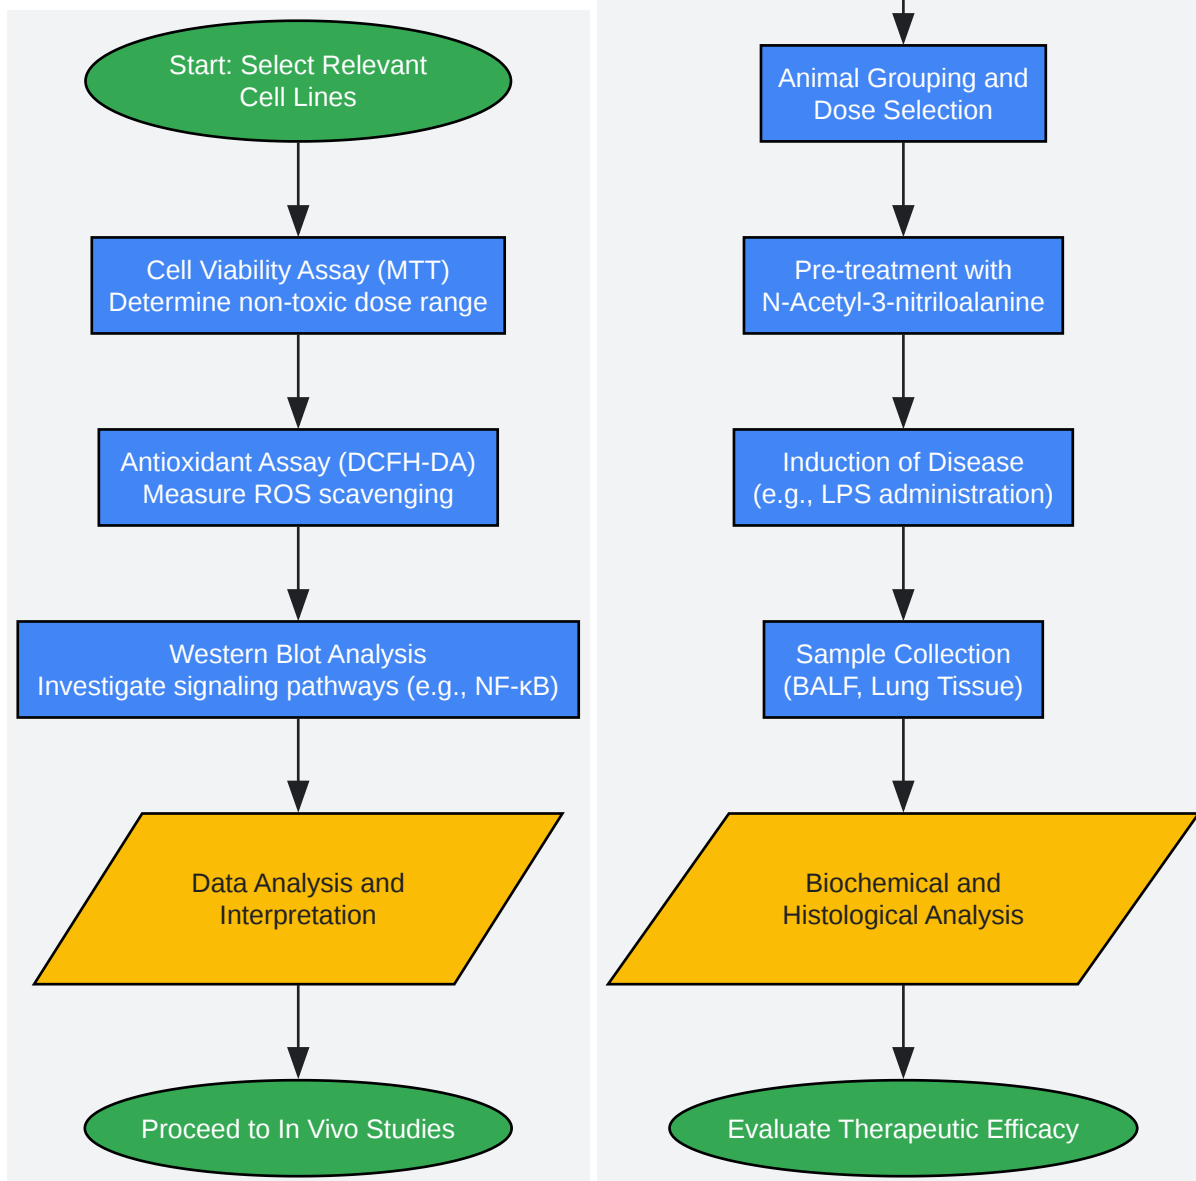 Start: Select Relevant
Cell Lines
Cell Viability Assay (MTT)
Determine non-toxic dose range
Antioxidant Assay (DCFH-DA)
Measure ROS scavenging
Western Blot Analysis
Investigate signaling pathways (e.g., NF-κB)
Data Analysis and
Interpretation
Proceed to In Vivo Studies
Animal Grouping and
Dose Selection
Pre-treatment with
N-Acetyl-3-nitriloalanine
Induction of Disease
(e.g., LPS administration)
Sample Collection
(BALF, Lung Tissue)
Biochemical and
Histological Analysis
Evaluate Therapeutic Efficacy